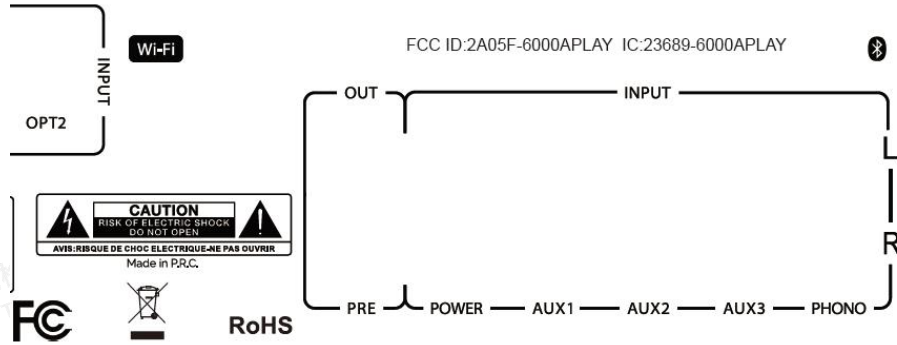 Wi-Fi
FCC ID:2A05F-6000APLAY IC:23689-6000APLAY
INPUT
OPT2
OUT
INPUT
L
R
CAUTION
RISK OF ELECTRIC SHOCK
DO NOT OPEN
AVIS:RISQUE DE CHOC ELECTRIQUE-NE PAS OUVRIR
Made in P.R.C.
FC
RoHS
PRE POWER AUX1 AUX2 AUX3 PHONO